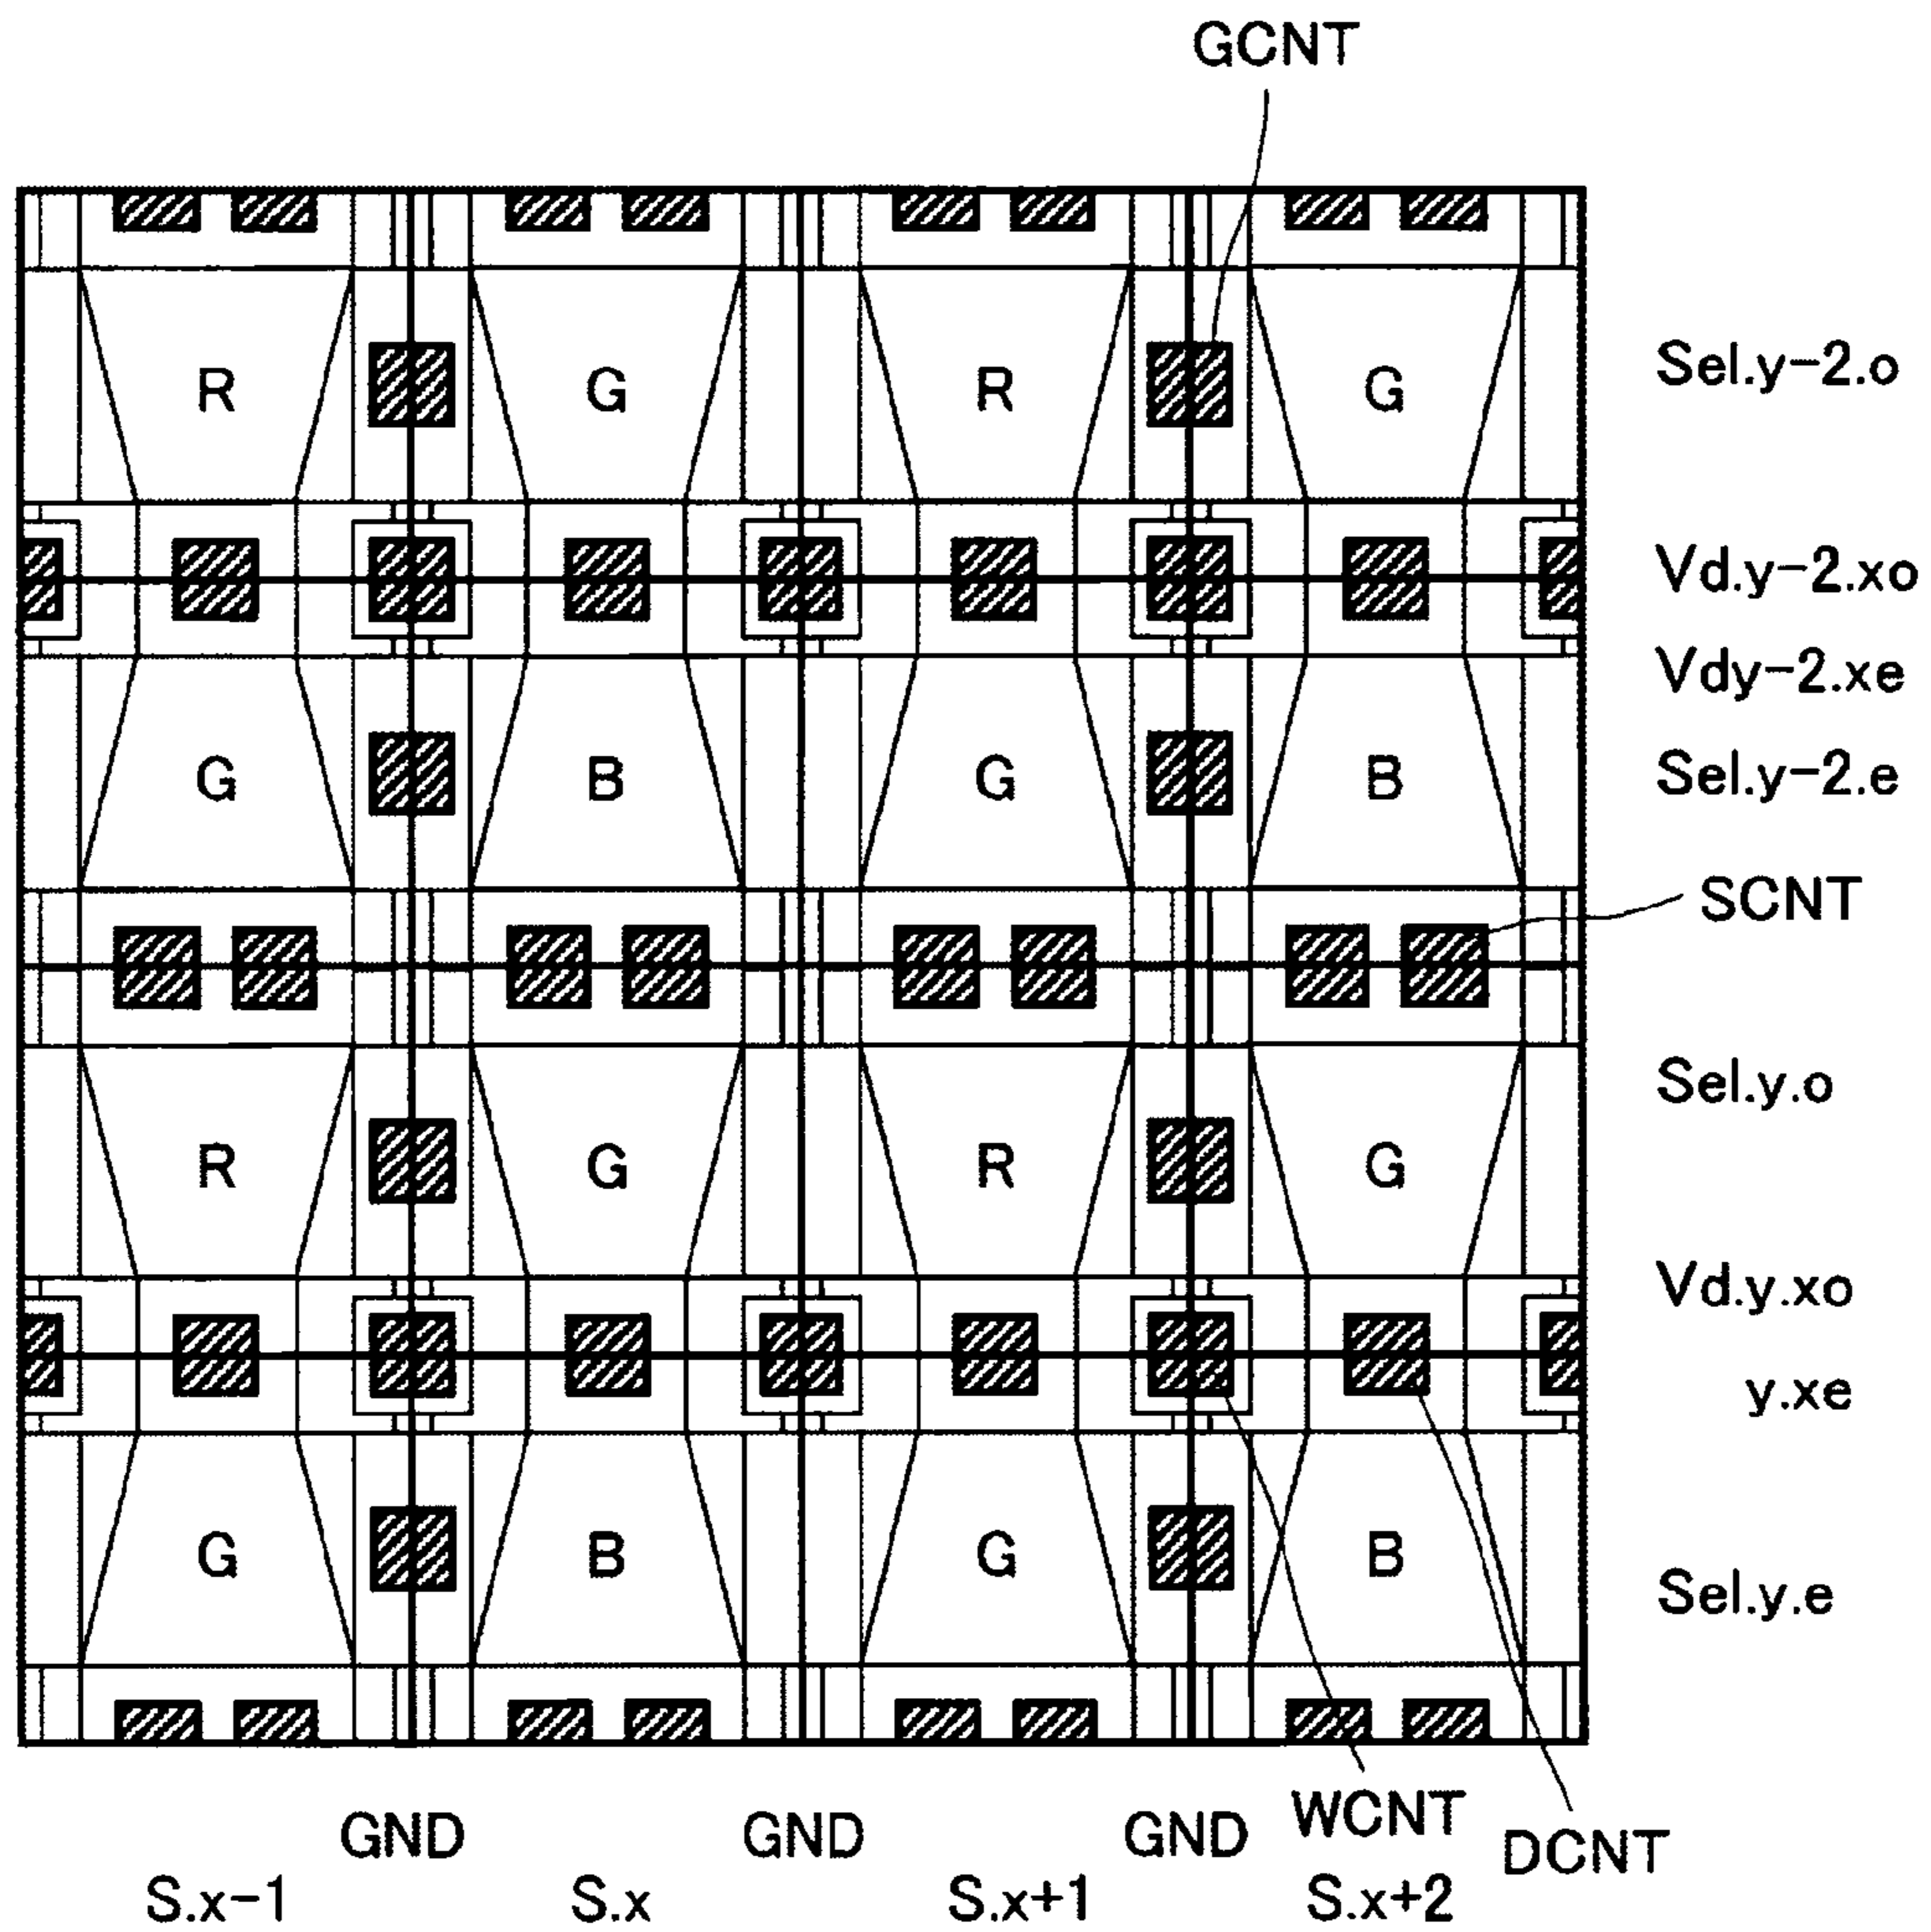 GCNT
R G R G Sel.y-2.o
Vd.y-2.xo
Vdy-2.xe
G B G B Sel.y-2.e
SCNT
Sel.y.o
R G R G
Vd.y.xo
y.xe
G B G B
Sel.y.e
GND GND GND WCNT
DCNT
S.x-1 S.x S.x+1 S.x+2